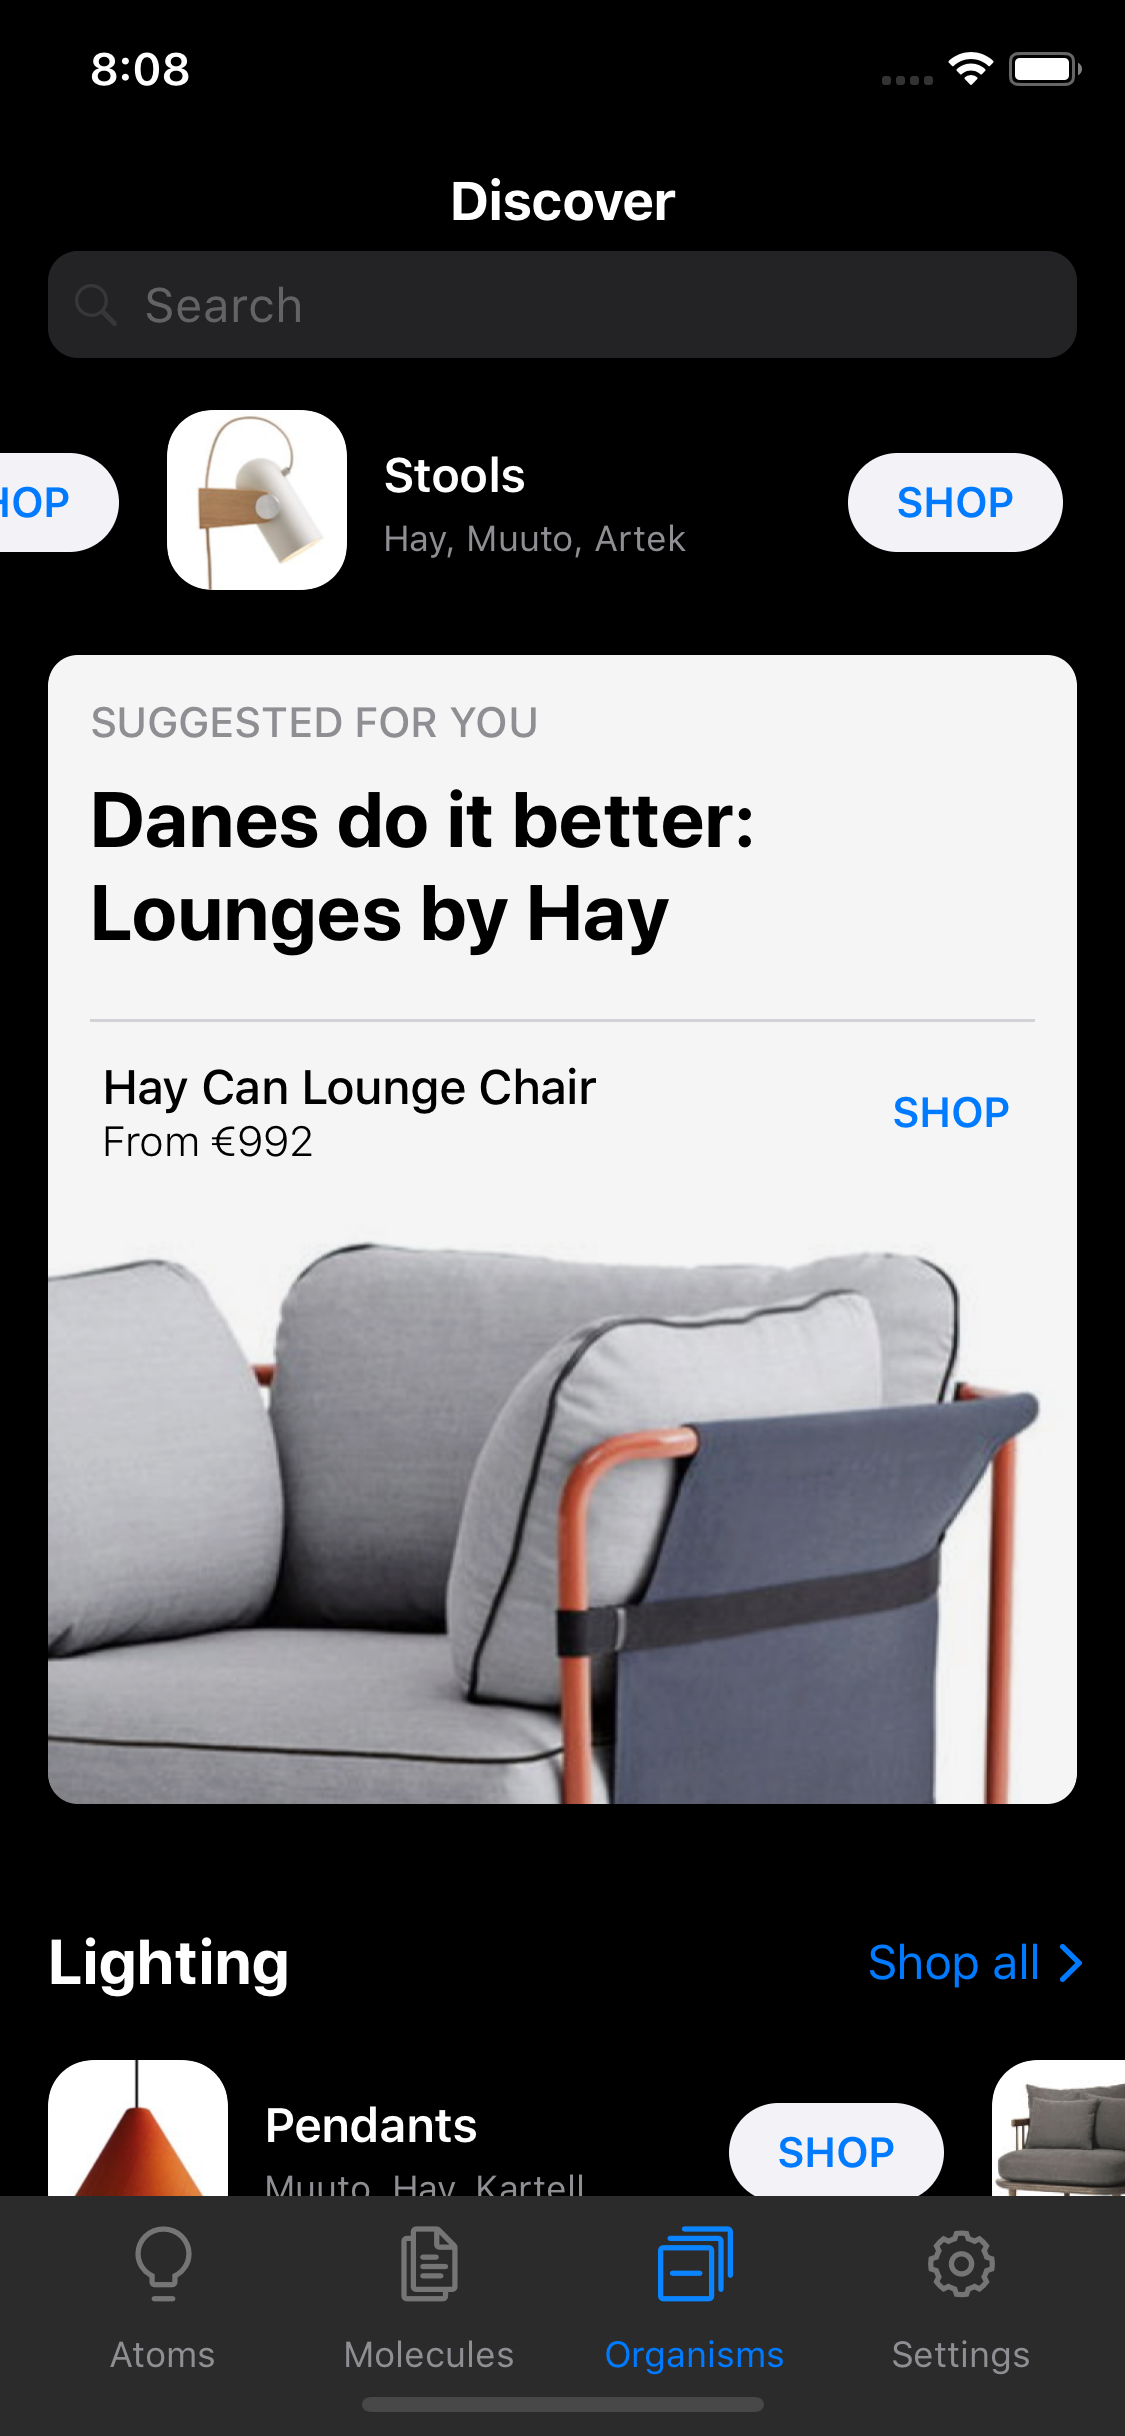 8:08
Discover
Search
HOP
Stools
Hay, Muuto, Artek
SHOP
SUGGESTED FOR YOU
Danes do it better:
Lounges by Hay
Hay Can Lounge Chair
From €992
SHOP
Lighting
Shop all
Pendants
Muuto, Hay, Kartell
SHOP
Atoms
Molecules
Organisms
Settings